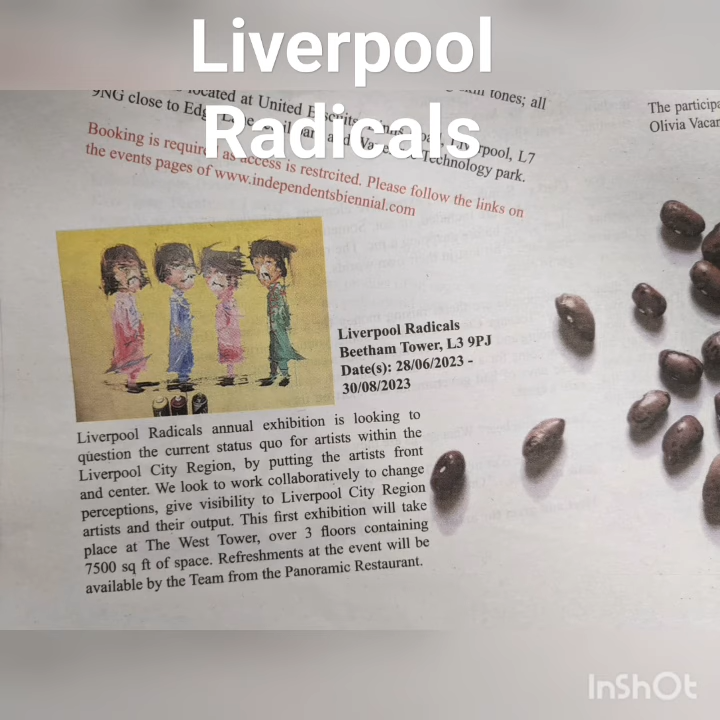 Liverpool
Radicals
tones; all
located at United
Liverpool, L7
9NG close to Edge
Technology park.
Booking is required as access is restrcited. Please follow the links on
the events pages of www.independentsbiennial.com
The participa
Olivia Vacar
Liverpool Radicals
Beetham Tower, L3 9PJ
Date(s): 28/06/2023 -
30/08/2023
Liverpool Radicals annual exhibition is looking to
question the current status quo for artists within the
Liverpool City Region, by putting the artists front
and center. We look to work collaboratively to change
perceptions, give visibility to Liverpool City Region
artists and their output. This first exhibition will take
place at The West Tower, over 3 floors containing
7500 sq ft of space. Refreshments at the event will be
available by the Team from the Panoramic Restaurant.
InShOt